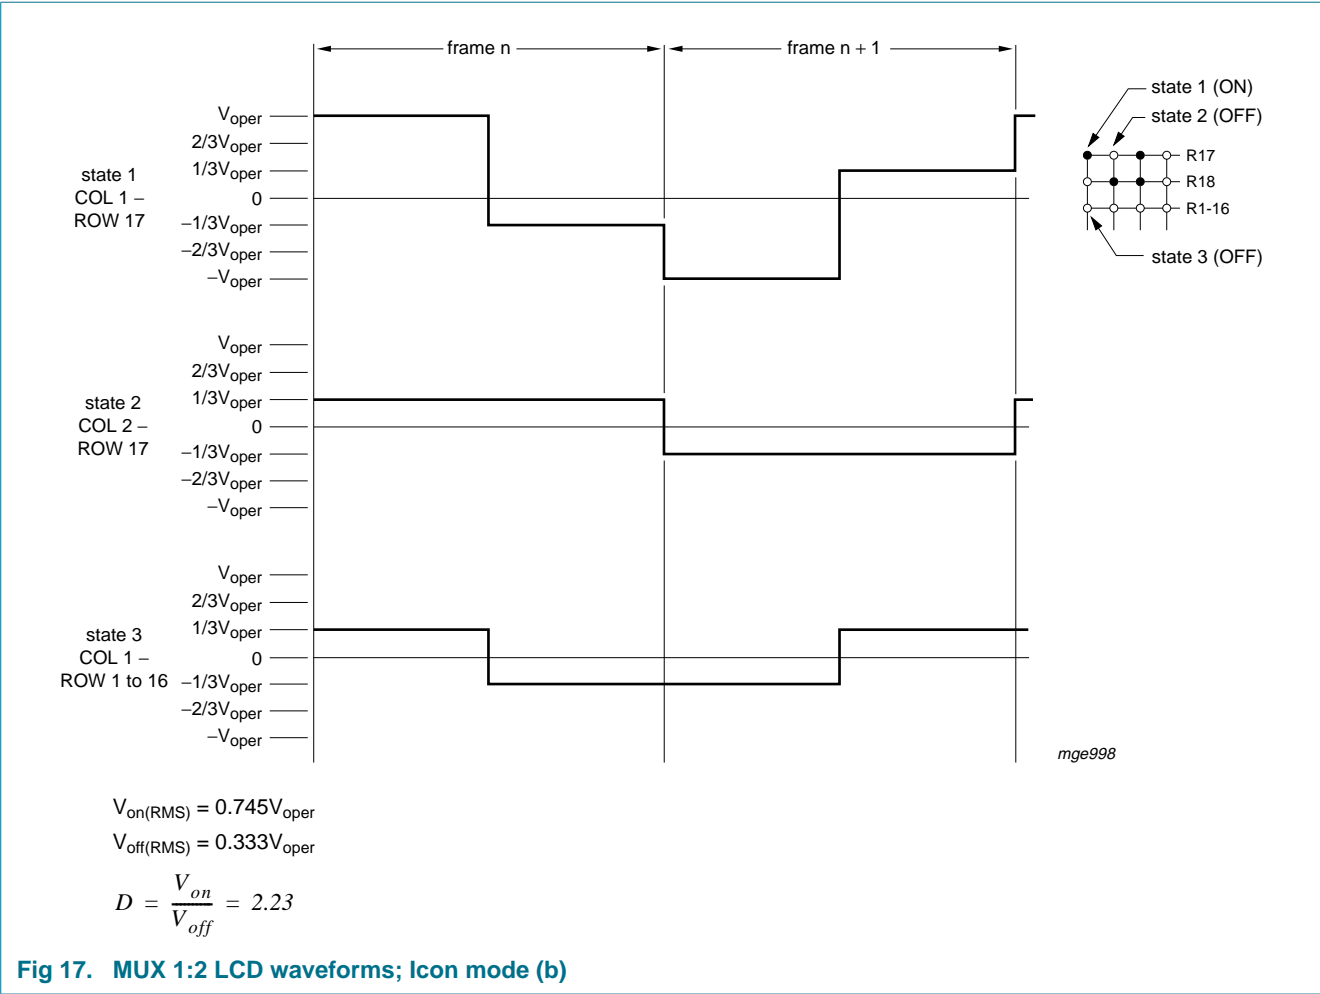 frame n
frame n + 1
state 1
COL 1 –
ROW 17
Voper
2/3Voper
1/3Voper
0
–1/3Voper
–2/3Voper
–Voper
state 1 (ON)
state 2 (OFF)
R17
R18
R1-16
state 3 (OFF)
state 2
COL 2 –
ROW 17
Voper
2/3Voper
1/3Voper
0
–1/3Voper
–2/3Voper
–Voper
state 3
COL 1 –
ROW 1 to 16
Voper
2/3Voper
1/3Voper
0
–1/3Voper
–2/3Voper
–Voper
mge998
Von(RMS) = 0.745Voper
Voff(RMS) = 0.333Voper
D = Von / Voff = 2.23
Fig 17. MUX 1:2 LCD waveforms; Icon mode (b)